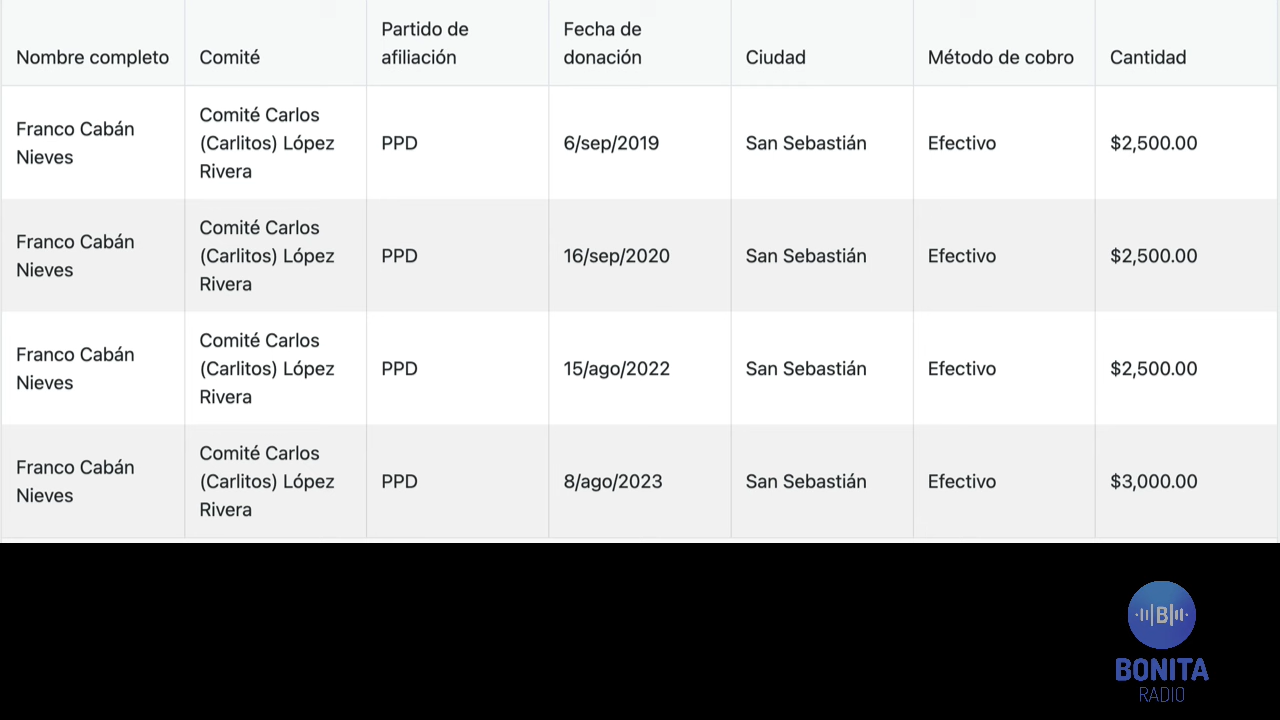 Nombre completo
Comité
Partido de
afiliación
Fecha de
donación
Ciudad
Método de cobro
Cantidad
Franco Cabán
Nieves
Comité Carlos
(Carlitos) López
Rivera
PPD
6/sep/2019
San Sebastián
Efectivo
$2,500.00
Franco Cabán
Nieves
Comité Carlos
(Carlitos) López
Rivera
PPD
16/sep/2020
San Sebastián
Efectivo
$2,500.00
Franco Cabán
Nieves
Comité Carlos
(Carlitos) López
Rivera
PPD
15/ago/2022
San Sebastián
Efectivo
$2,500.00
Franco Cabán
Nieves
Comité Carlos
(Carlitos) López
Rivera
PPD
8/ago/2023
San Sebastián
Efectivo
$3,000.00
B
BONITA
RADIO